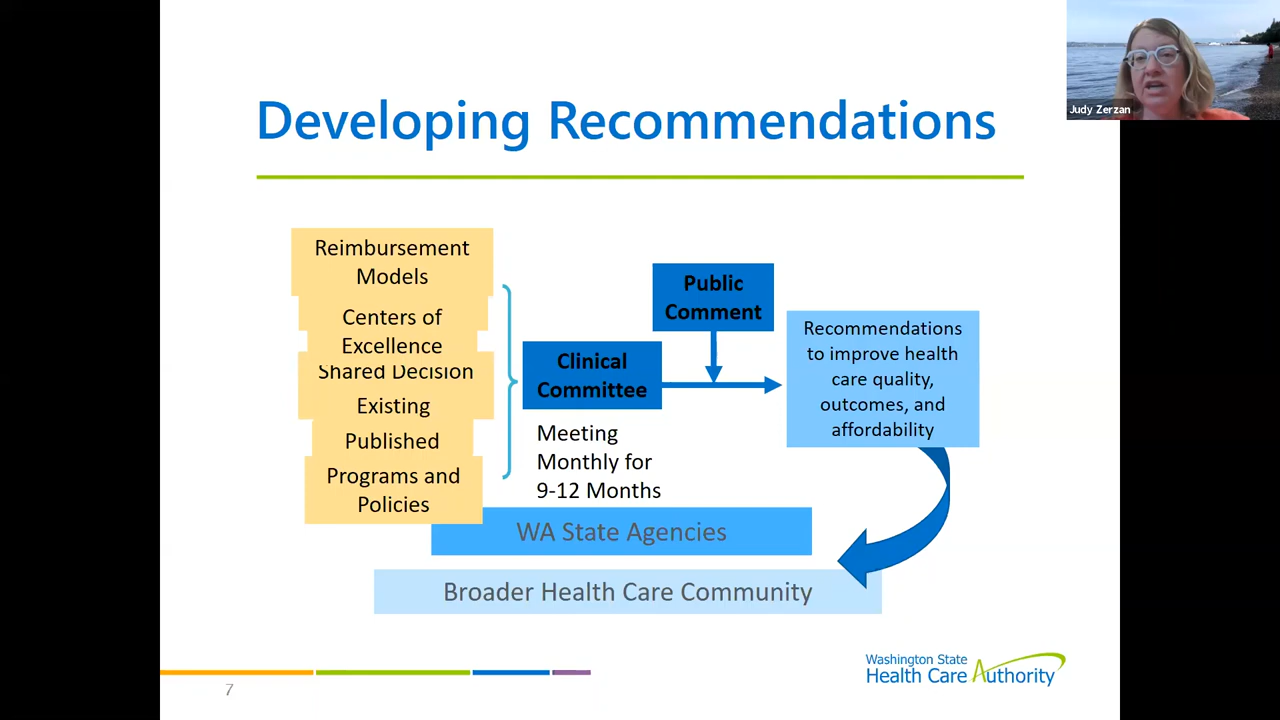 Judy Zerzan
Developing Recommendations
Reimbursement
Models
Centers of
Excellence
Shared Decision
Existing
Published
Programs and
Policies
Clinical
Committee
Meeting
Monthly for
9-12 Months
Public
Comment
Recommendations
to improve health
care quality,
outcomes, and
affordability
WA State Agencies
Broader Health Care Community
Washington State
Health Care Authority
7